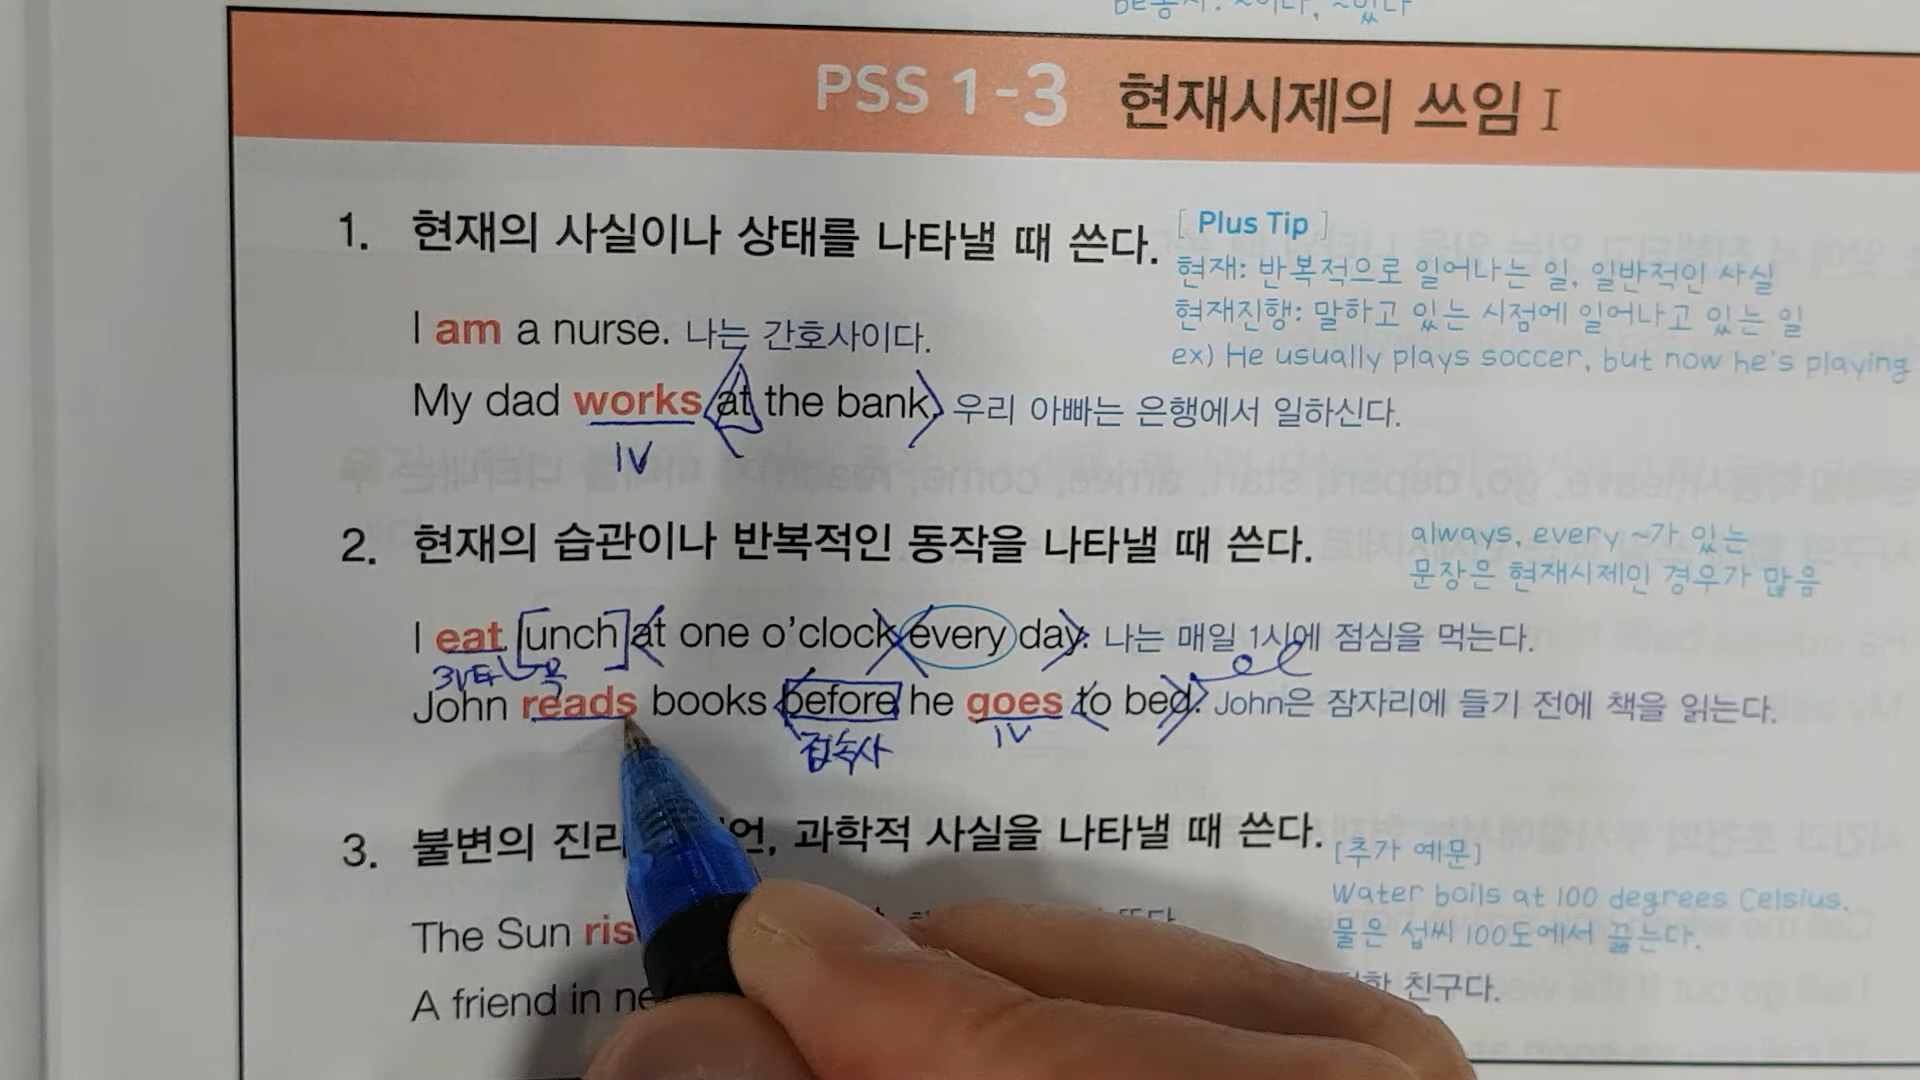 PSS 1-3 현재시제의 쓰임 I
1. 현재의 사실이나 상태를 나타낼 때 쓴다.
[ Plus Tip ]
현재: 반복적으로 일어나는 일, 일반적인 사실
현재진행: 말하고 있는 시점에 일어나고 있는 일
ex) He usually plays soccer, but now he's playing
I am a nurse. 나는 간호사이다.
My dad works at the bank. 우리 아빠는 은행에서 일하신다.
1V
2. 현재의 습관이나 반복적인 동작을 나타낼 때 쓴다.
always, every ~가 있는
문장은 현재시제인 경우가 많음
I eat lunch at one o'clock every day. 나는 매일 1시에 점심을 먹는다.
3V타 목
John reads books before he goes to bed. John은 잠자리에 들기 전에 책을 읽는다.
접속사 1V
3. 불변의 진리 언, 과학적 사실을 나타낼 때 쓴다.
[추가 예문]
Water boils at 100 degrees Celsius.
물은 섭씨 100도에서 끓는다.
The Sun ris
A friend in ne 친구다.